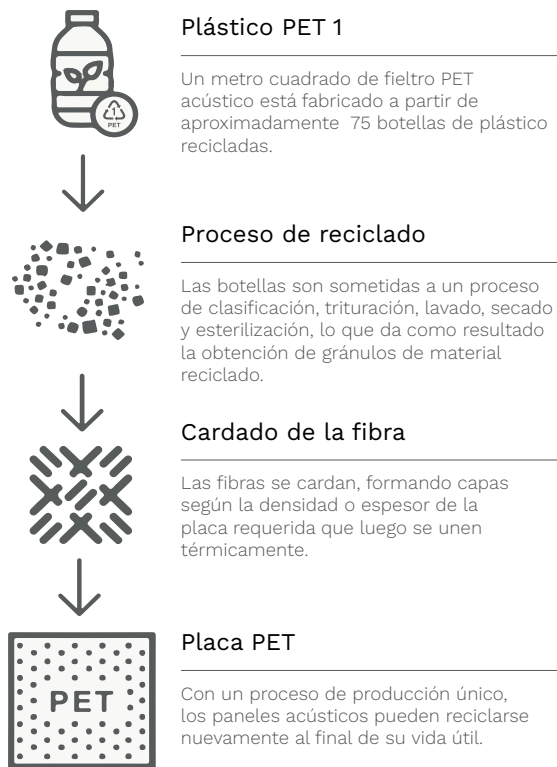 Plástico PET 1
Un metro cuadrado de fieltro PET
acústico está fabricado a partir de
aproximadamente 75 botellas de plástico
recicladas.
1
PET
Proceso de reciclado
Las botellas son sometidas a un proceso
de clasificación, trituración, lavado, secado
y esterilización, lo que da como resultado
la obtención de gránulos de material
reciclado.
Cardado de la fibra
Las fibras se cardan, formando capas
según la densidad o espesor de la
placa requerida que luego se unen
térmicamente.
Placa PET
PET
Con un proceso de producción único,
los paneles acústicos pueden reciclarse
nuevamente al final de su vida útil.